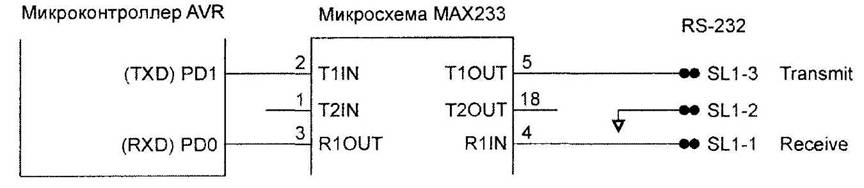 Микроконтроллер AVR Микросхема MAX233
RS-232
(TXD) PD1 2 T1IN T1OUT 5 SL1-3 Transmit
1 T2IN T2OUT 18 SL1-2
(RXD) PD0 3 R1OUT R1IN 4 SL1-1 Receive